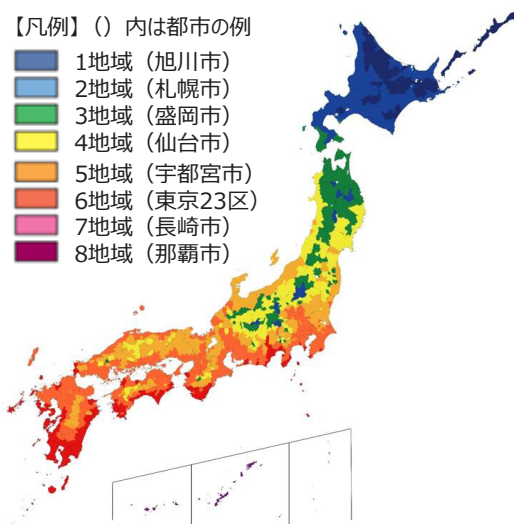 【凡例】（）内は都市の例
1地域（旭川市）
2地域（札幌市）
3地域（盛岡市）
4地域（仙台市）
5地域（宇都宮市）
6地域（東京23区）
7地域（長崎市）
8地域（那覇市）